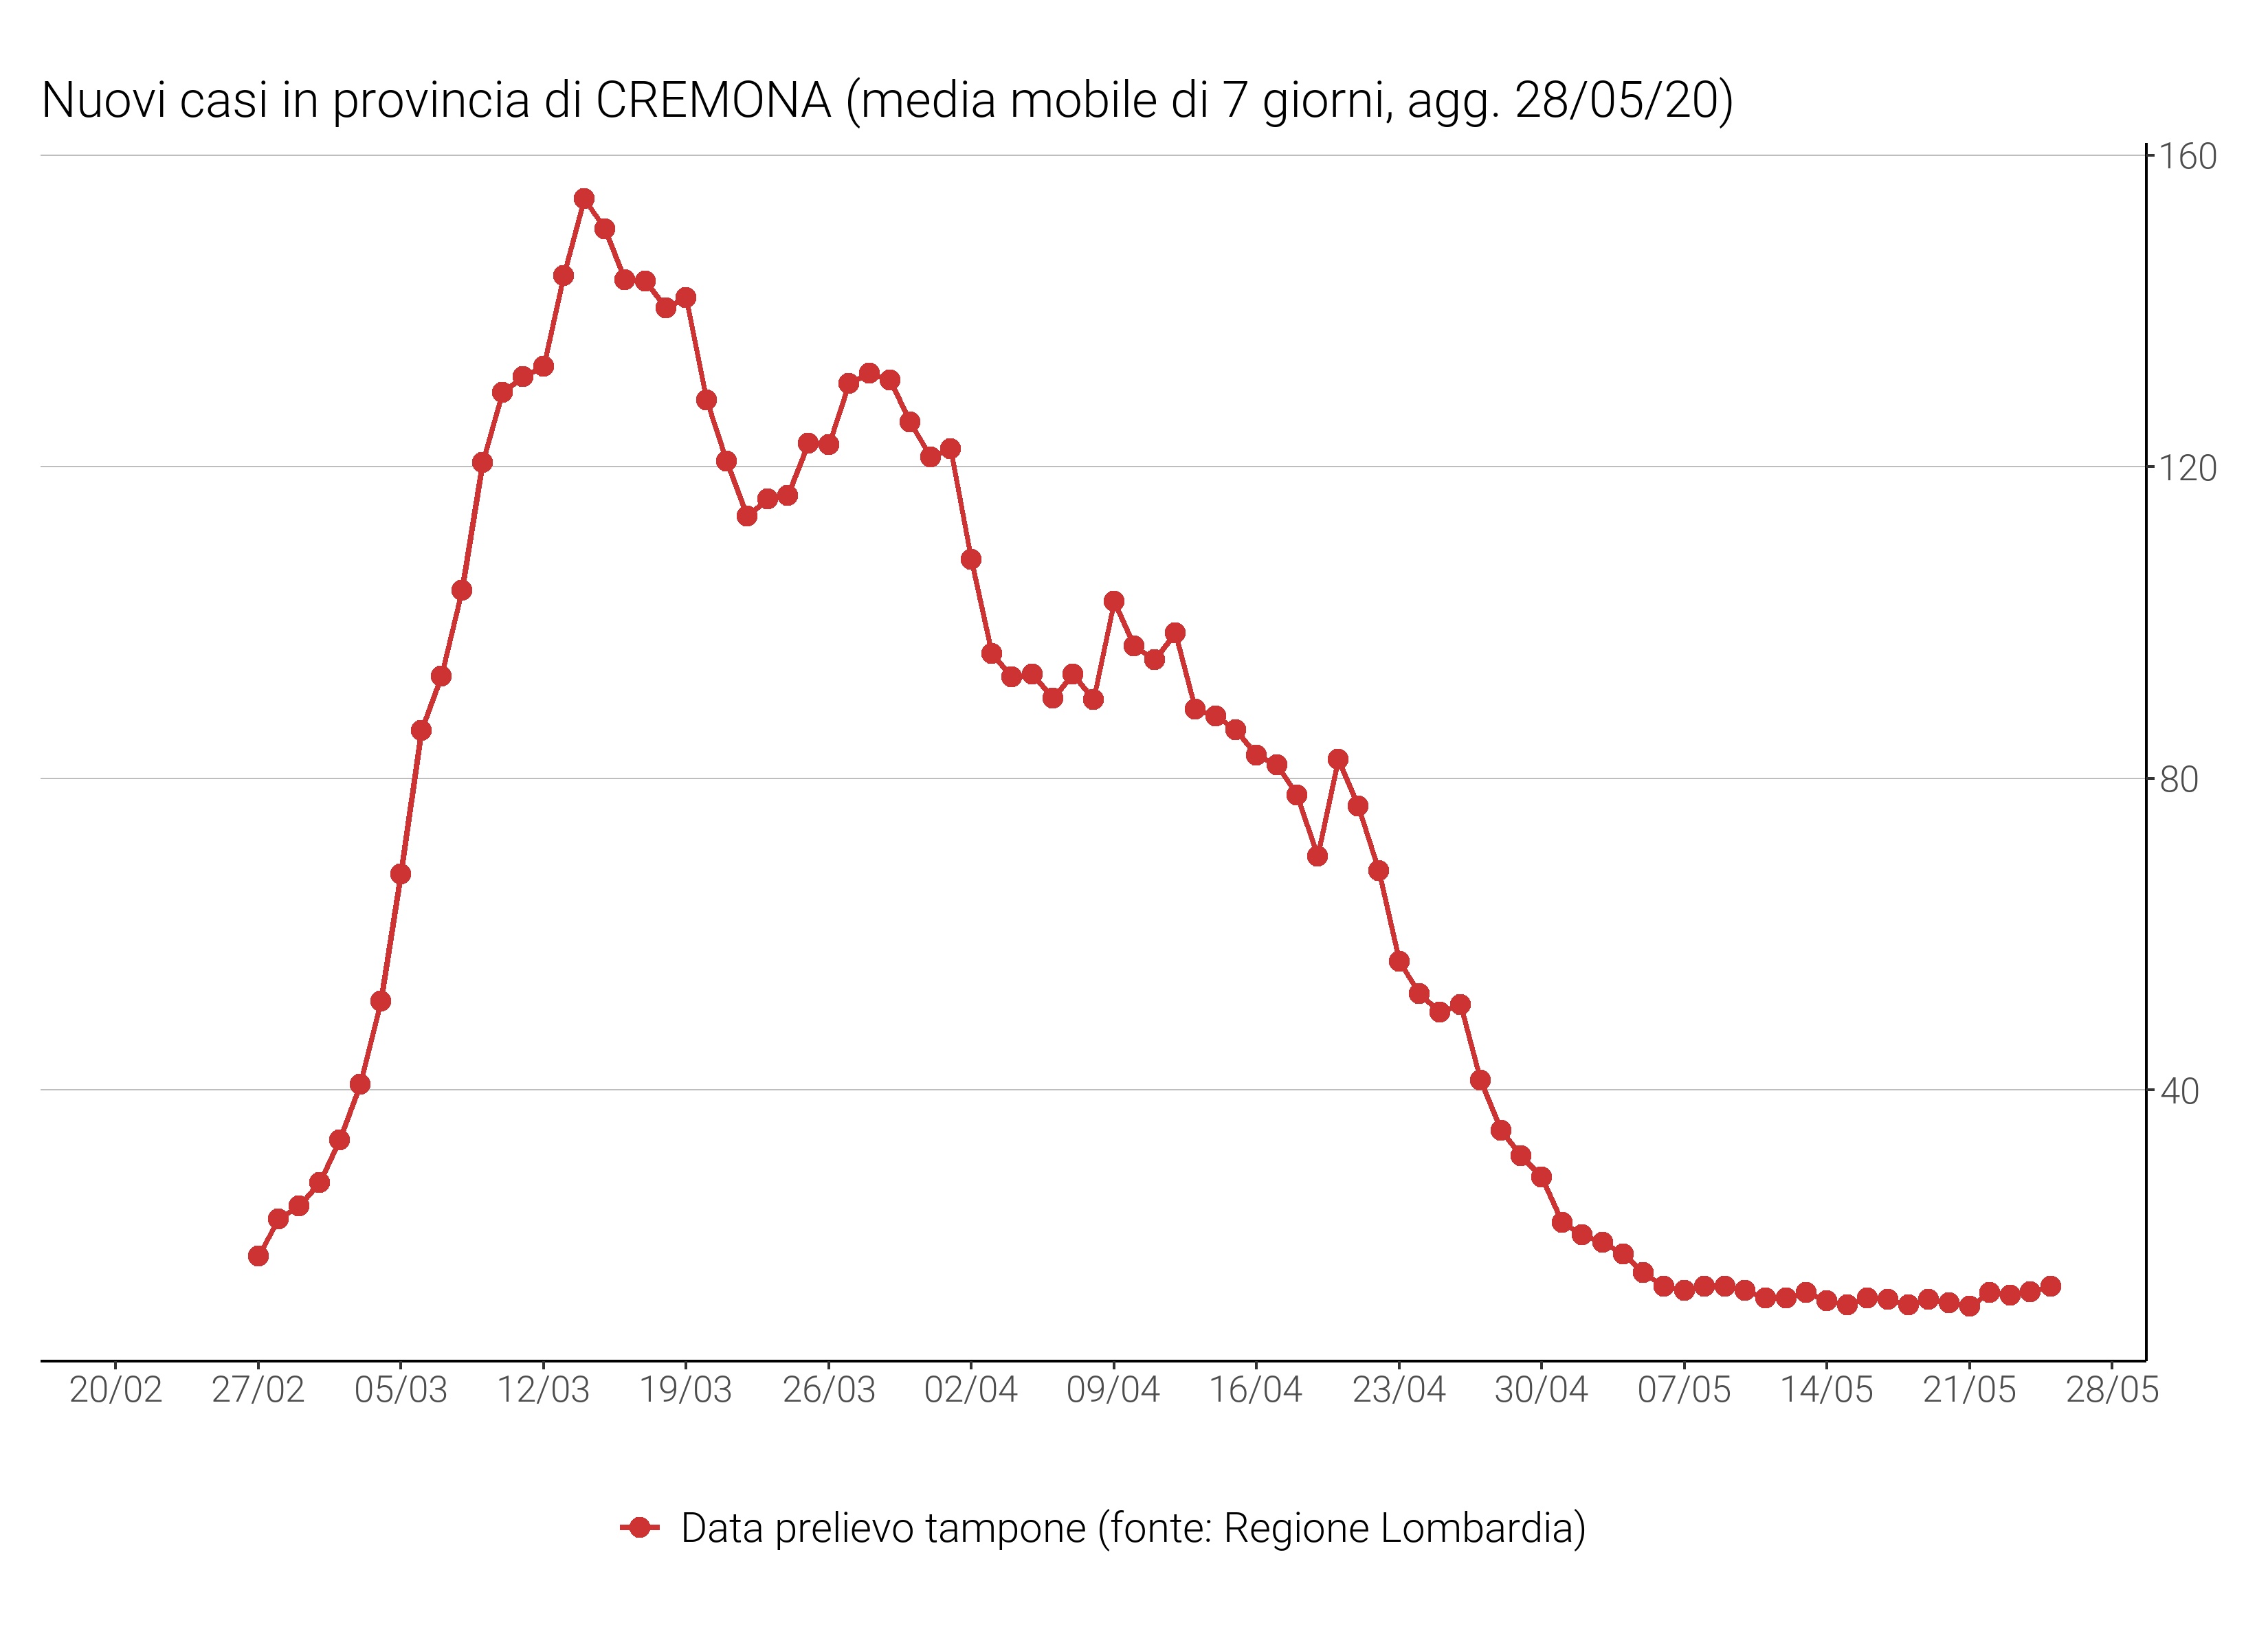 Nuovi casi in provincia di CREMONA (media mobile di 7 giorni, agg. 28/05/20)
160
120
80
40
20/02 27/02 05/03 12/03 19/03 26/03 02/04 09/04 16/04 23/04 30/04 07/05 14/05 21/05 28/05
Data prelievo tampone (fonte: Regione Lombardia)